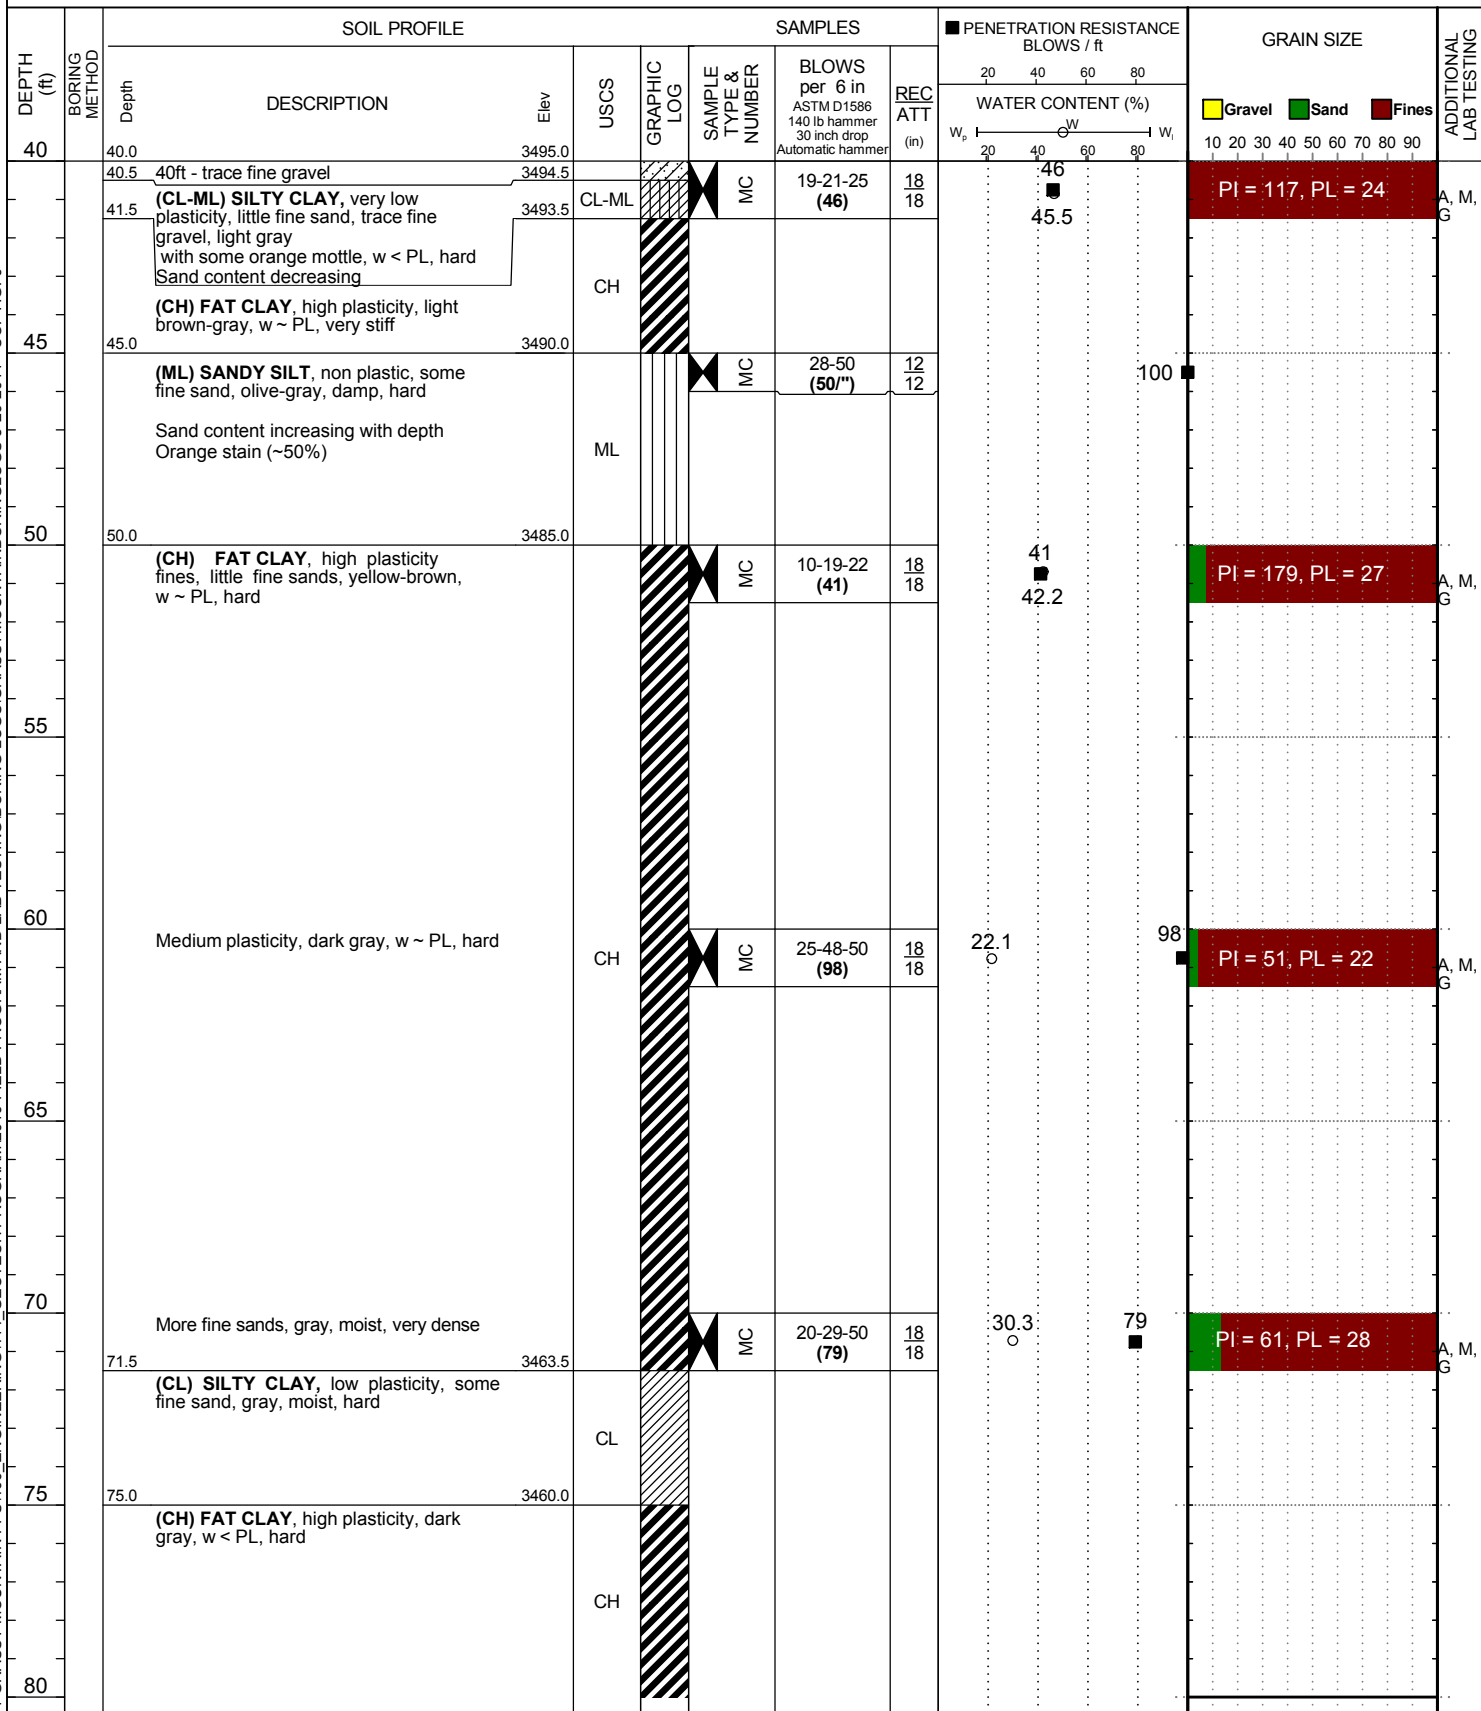 SOIL PROFILE
SAMPLES
PENETRATION RESISTANCE
BLOWS / ft
20 40 60 80
WATER CONTENT (%)
Wp W Wl
20 40 60 80
GRAIN SIZE
Gravel Sand Fines
10 20 30 40 50 60 70 80 90
ADDITIONAL
LAB TESTING
DEPTH
(ft)
BORING
METHOD
Depth
DESCRIPTION
Elev
USCS
GRAPHIC
LOG
SAMPLE
TYPE &
NUMBER
BLOWS
per 6 in
ASTM D1586
140 lb hammer
30 inch drop
Automatic hammer
REC
ATT
(in)
40
40.0
3495.0
40.5
40ft - trace fine gravel
3494.5
(CL-ML) SILTY CLAY, very low
plasticity, little fine sand, trace fine
gravel, light gray
with some orange mottle, w < PL, hard
Sand content decreasing
41.5
3493.5
CL-ML
MC
19-21-25
(46)
18
18
46
45.5
PI = 117, PL = 24
A, M,
G
(CH) FAT CLAY, high plasticity, light
brown-gray, w ~ PL, very stiff
CH
45
45.0
3490.0
(ML) SANDY SILT, non plastic, some
fine sand, olive-gray, damp, hard
Sand content increasing with depth
Orange stain (~50%)
ML
MC
28-50
(50/")
12
12
100
50
50.0
3485.0
(CH) FAT CLAY, high plasticity
fines, little fine sands, yellow-brown,
w ~ PL, hard
MC
10-19-22
(41)
18
18
41
42.2
PI = 179, PL = 27
A, M,
G
55
60
Medium plasticity, dark gray, w ~ PL, hard
CH
MC
25-48-50
(98)
18
18
22.1
98
PI = 51, PL = 22
A, M,
G
65
70
More fine sands, gray, moist, very dense
MC
20-29-50
(79)
18
18
30.3
79
PI = 61, PL = 28
A, M,
G
71.5
3463.5
(CL) SILTY CLAY, low plasticity, some
fine sand, gray, moist, hard
CL
75
75.0
3460.0
(CH) FAT CLAY, high plasticity, dark
gray, w < PL, hard
CH
80